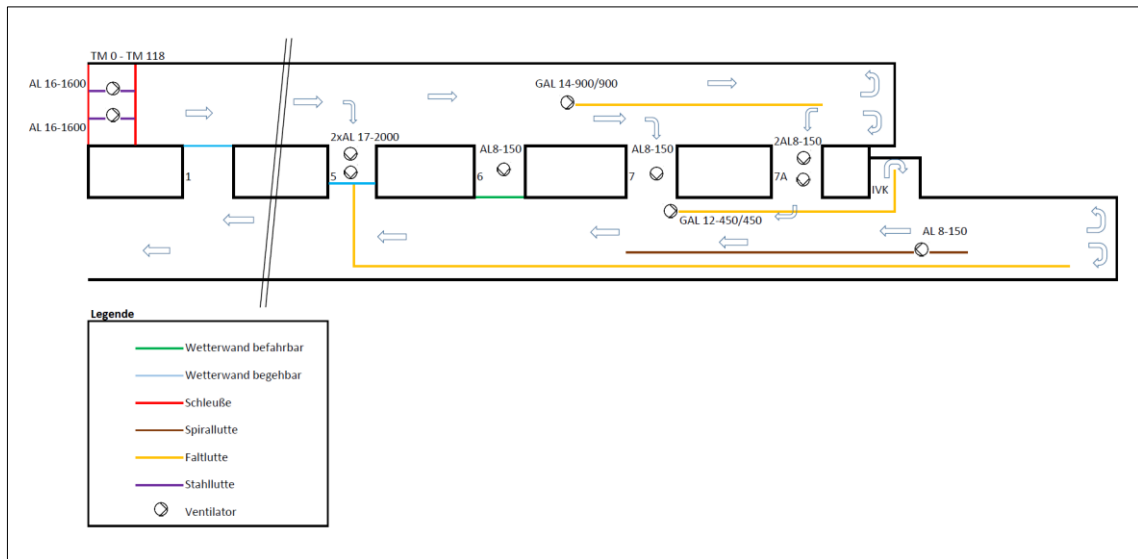 TM 0 - TM 118
AL 16-1600
AL 16-1600
GAL 14-900/900
2xAL 17-2000
AL8-150
AL8-150
2AL8-150
1
5
6
7
7A
IVK
GAL 12-450/450
AL 8-150
Legende
Wetterwand befahrbar
Wetterwand begehbar
Schleuße
Spirallutte
Faltlutte
Stahllutte
Ventilator